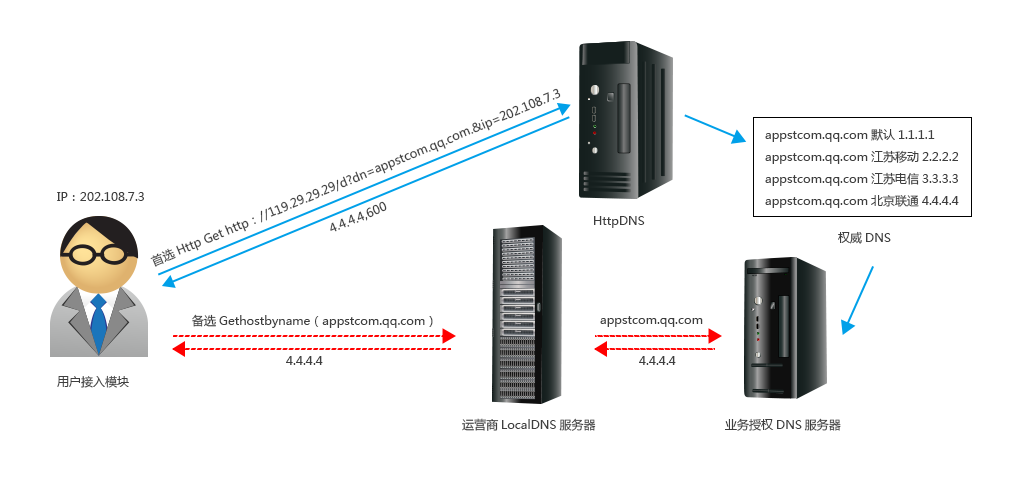 IP：202.108.7.3
用户接入模块
首选 Http Get http：//119.29.29.29/d?dn=appstcom.qq.com.&ip=202.108.7.3
4.4.4.4,600
HttpDNS
appstcom.qq.com 默认 1.1.1.1
appstcom.qq.com 江苏移动 2.2.2.2
appstcom.qq.com 江苏电信 3.3.3.3
appstcom.qq.com 北京联通 4.4.4.4
权威 DNS
备选 Gethostbyname（appstcom.qq.com）
4.4.4.4
运营商 LocalDNS 服务器
appstcom.qq.com
4.4.4.4
业务授权 DNS 服务器